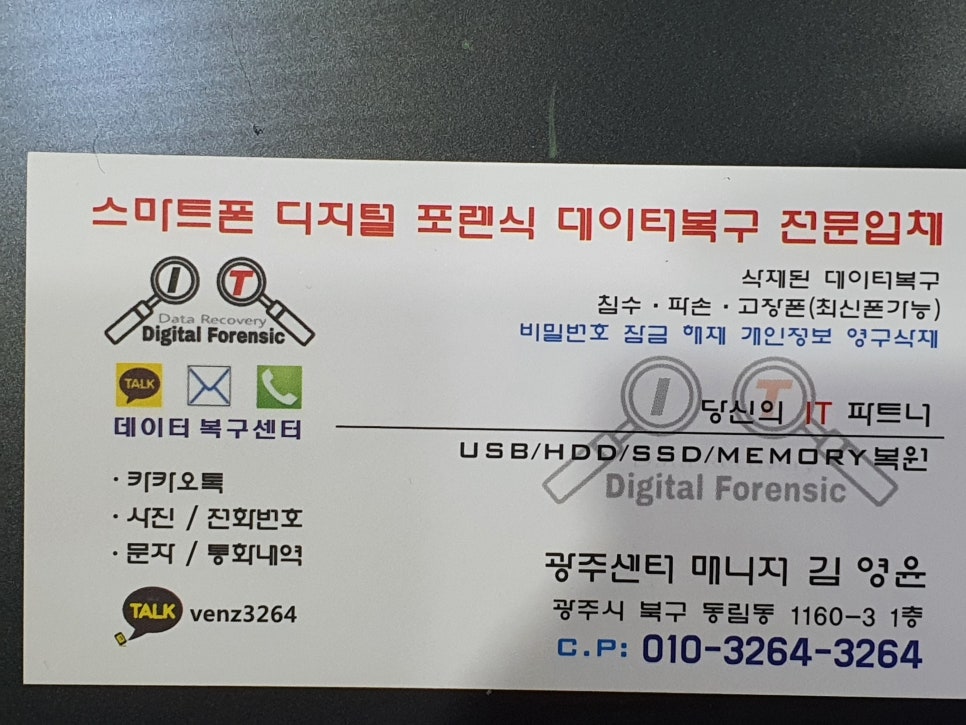 스마트폰 디지털 포렌식 데이터복구 전문업체
I T
Data Recovery
Digital Forensic
삭제된 데이터복구
침수 · 파손 · 고장폰(최신폰가능)
비밀번호 잠금 해제 개인정보 영구삭제
TALK
데이터 복구센터
I T
당신의 IT 파트너
USB/HDD/SSD/MEMORY복원
Digital Forensic
· 카카오톡
· 사진 / 전화번호
· 문자 / 통화내역
TALK venz3264
광주센터 매니저 김 영윤
광주시 북구 동림동 1160-3 1층
C.P: 010-3264-3264